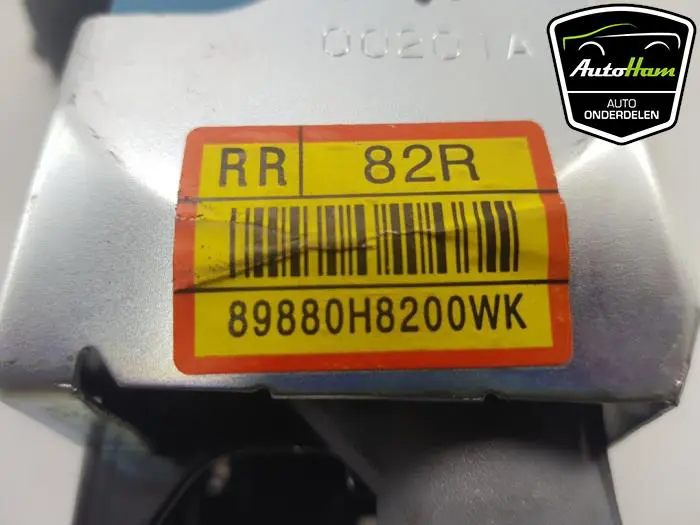 00201A
AutoHam
AUTO
ONDERDELEN
RR 82R
89880H8200WK